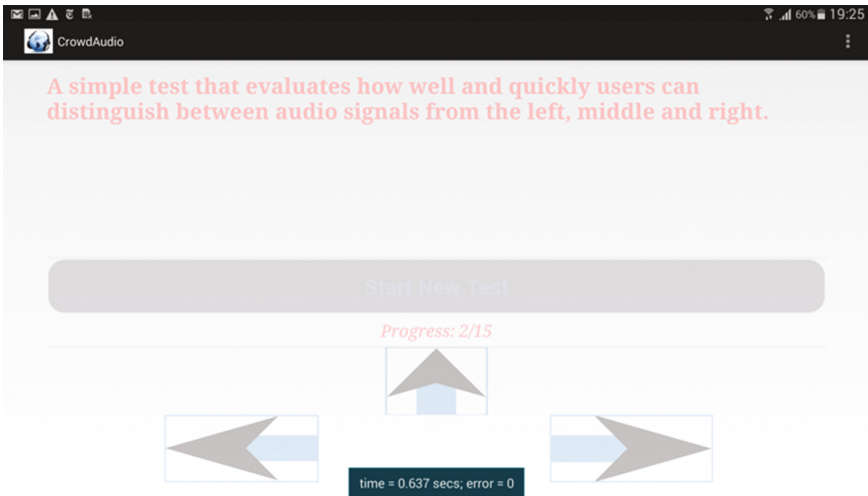 60% 19:25
CrowdAudio
A simple test that evaluates how well and quickly users can
distinguish between audio signals from the left, middle and right.
Start New Test
Progress: 2/15
time = 0.637 secs; error = 0